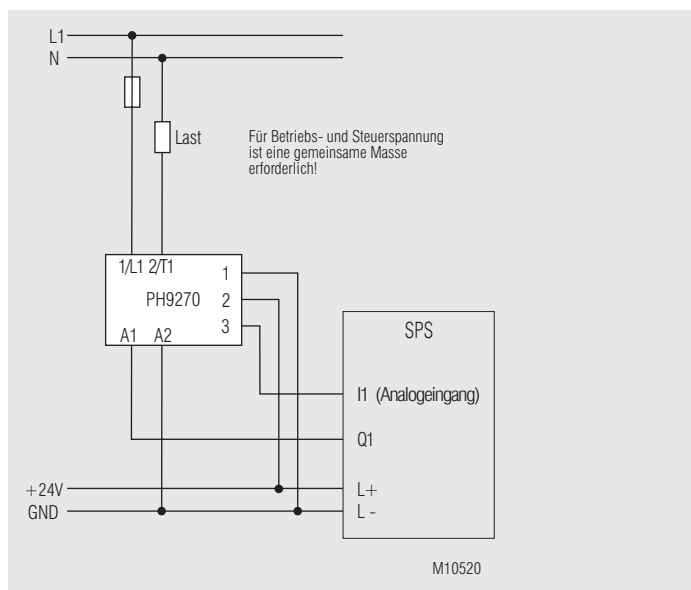 L1
N
Last
Für Betriebs- und Steuerspannung
ist eine gemeinsame Masse
erforderlich!
1/L1 2/T1
1
PH9270
2
3
A1 A2
SPS
I1 (Analogeingang)
Q1
+24V
L+
GND
L -
M10520